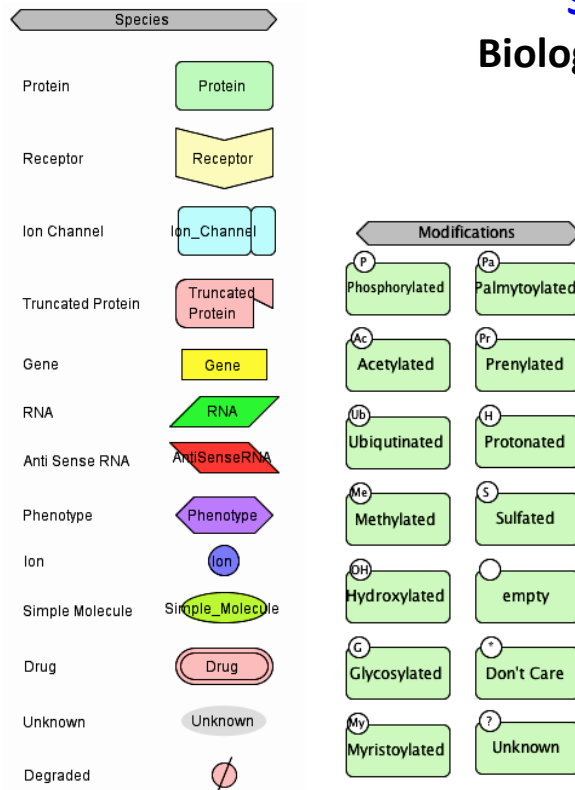 Species
Biolog
Protein Protein
Receptor Receptor
Ion Channel Ion_Channel
Truncated Protein Truncated
Protein
Gene Gene
RNA RNA
Anti Sense RNA AntiSenseRNA
Phenotype Phenotype
Ion Ion
Simple Molecule Simple_Molecule
Drug Drug
Unknown Unknown
Degraded
Modifications
P Pa
Phosphorylated Palmytoylated
Ac Pr
Acetylated Prenylated
Ub H
Ubiqutinated Protonated
Me S
Methylated Sulfated
OH
Hydroxylated empty
G *
Glycosylated Don't Care
My ?
Myristoylated Unknown